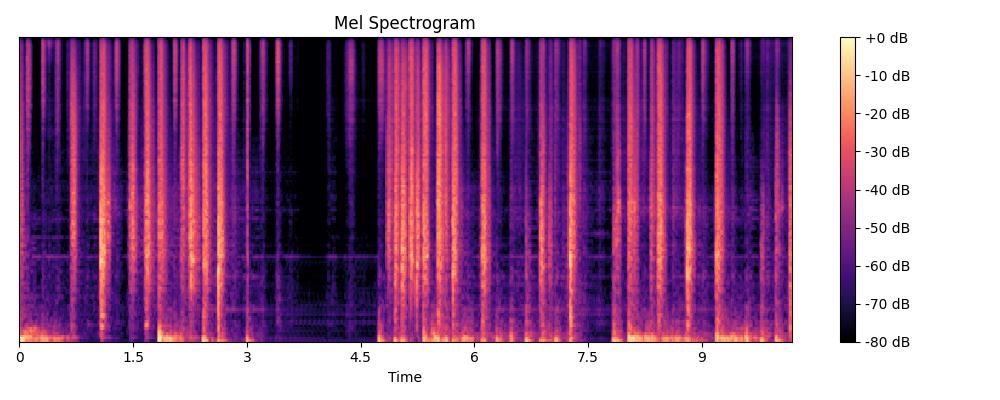 Mel Spectrogram
+0 dB
-10 dB
-20 dB
-30 dB
-40 dB
-50 dB
-60 dB
-70 dB
-80 dB
0 1.5 3 4.5 6 7.5 9
Time